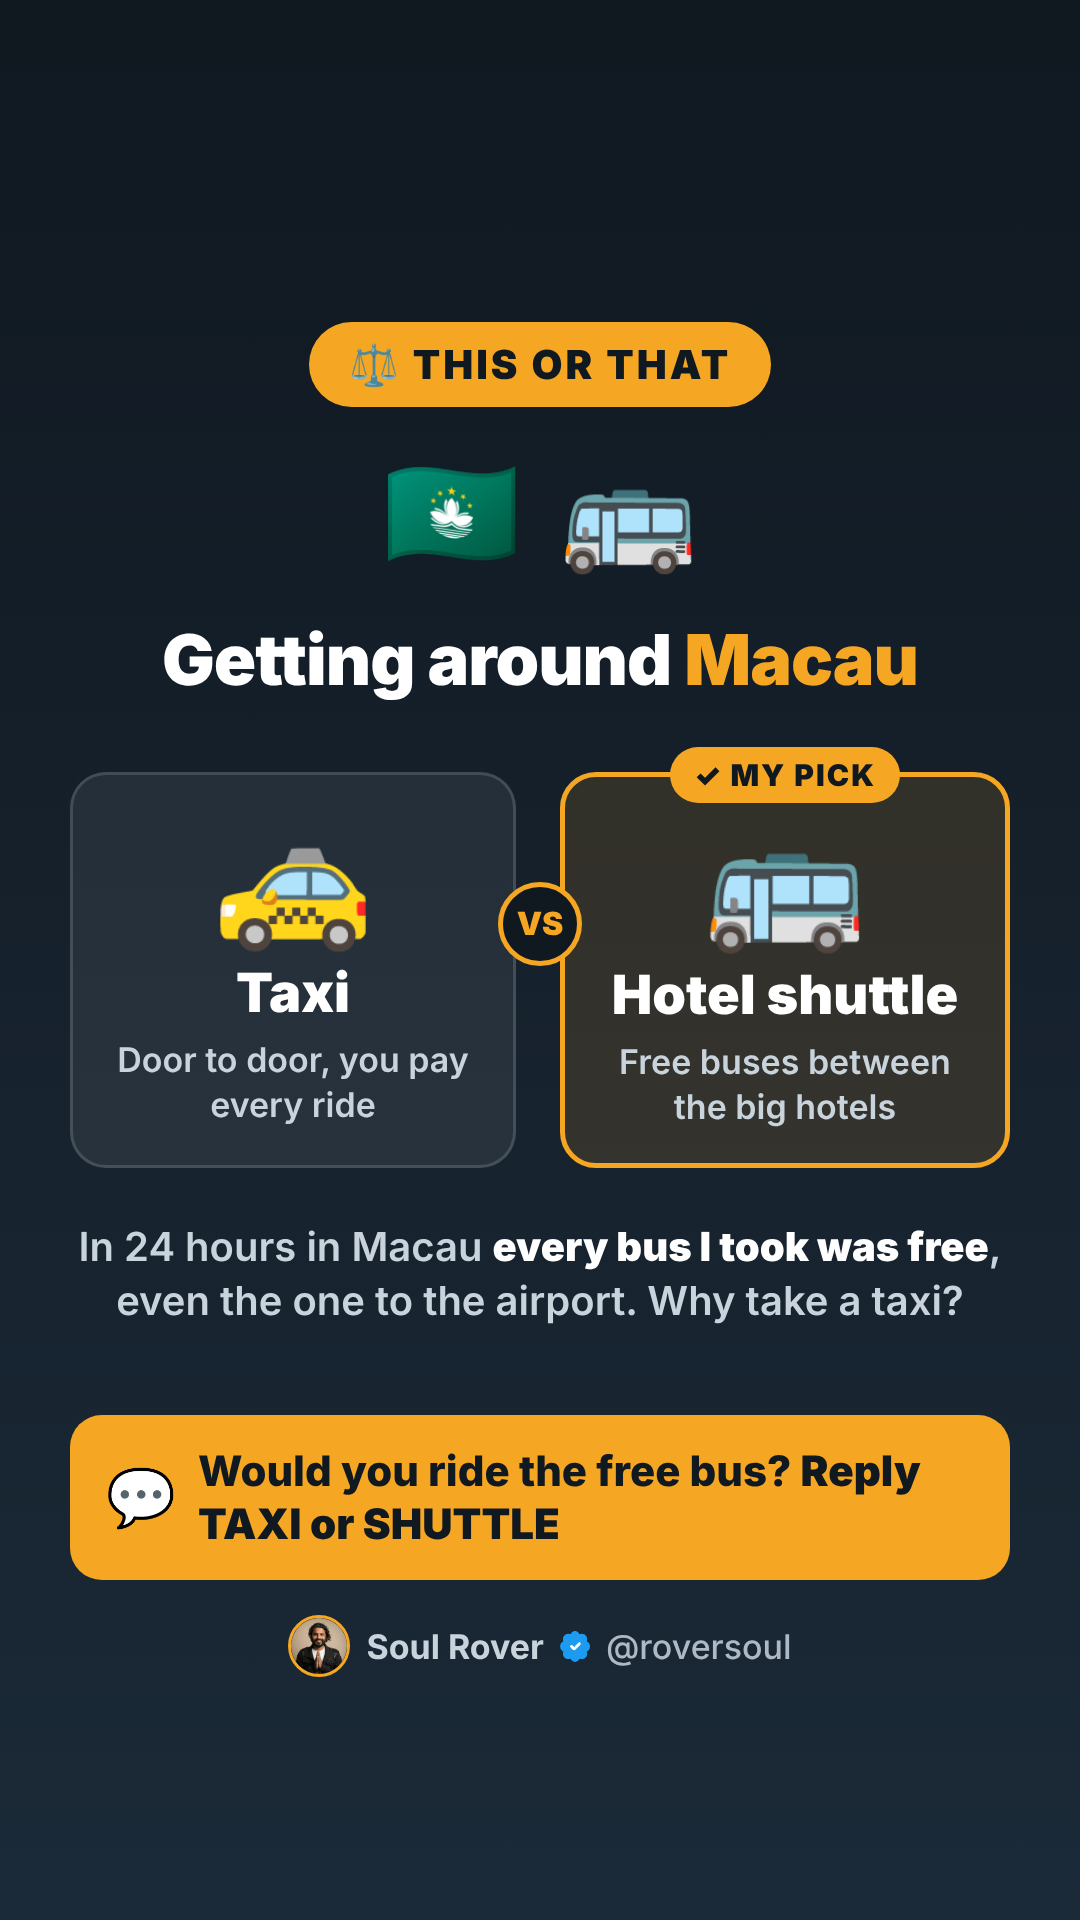 THIS OR THAT
Getting around Macau
MY PICK
Taxi
Door to door, you pay
every ride
VS
Hotel shuttle
Free buses between
the big hotels
In 24 hours in Macau every bus I took was free,
even the one to the airport. Why take a taxi?
Would you ride the free bus? Reply
TAXI or SHUTTLE
Soul Rover @roversoul